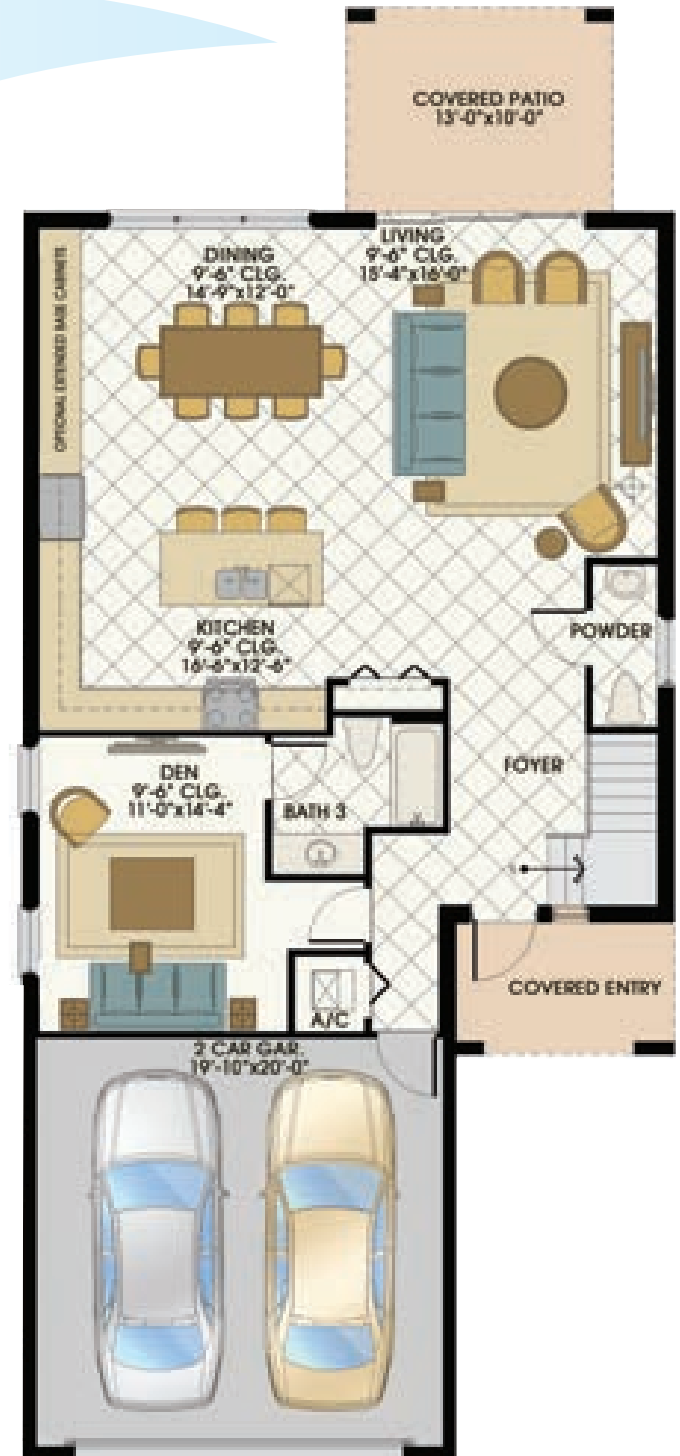 COVERED PATIO
13'-0"x10'-0"
DINING
9'-6" CLG.
14'-9"x12'-0"
LIVING
9'-6" CLG.
15'-4"x16'-0"
OPTIONAL EXTENDED BASE CABINETS
KITCHEN
9'-6" CLG.
16'-6"x12'-6"
POWDER
DEN
9'-6" CLG.
11'-0"x14'-4"
BATH 3
FOYER
COVERED ENTRY
A/C
2 CAR GAR.
19'-10"x20'-0"